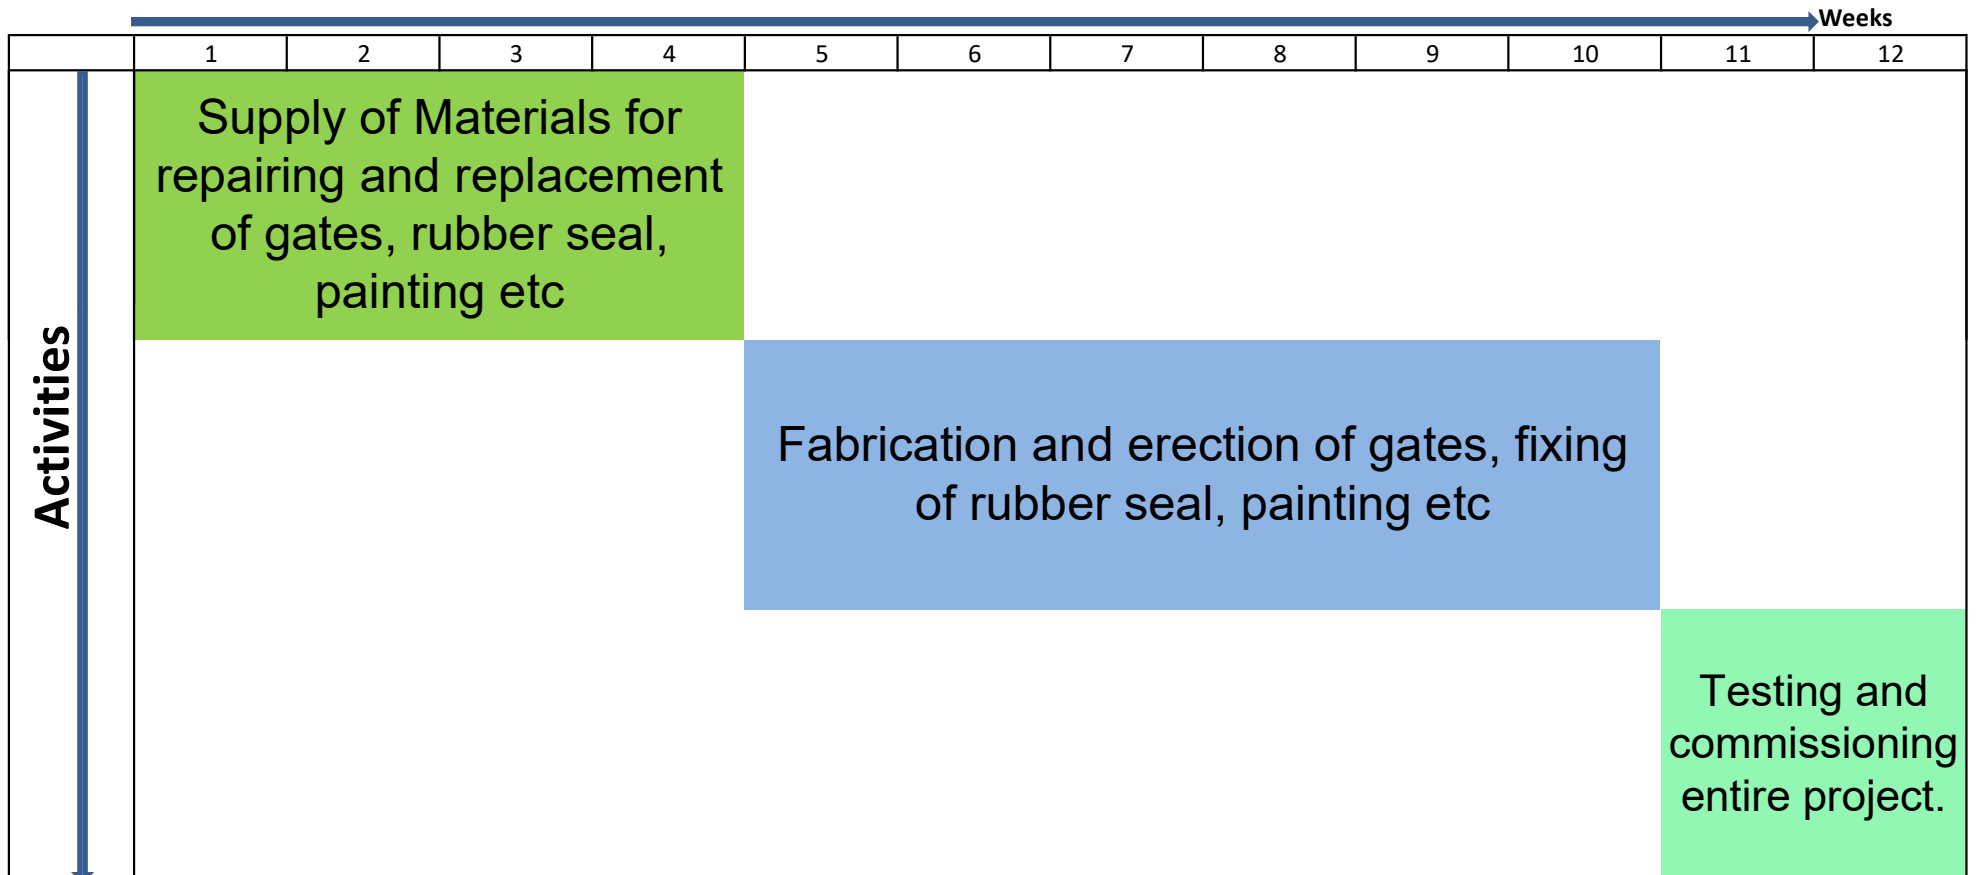 Weeks
1 2 3 4 5 6 7 8 9 10 11 12
Activities
Supply of Materials for
repairing and replacement
of gates, rubber seal,
painting etc
Fabrication and erection of gates, fixing
of rubber seal, painting etc
Testing and
commissioning
entire project.